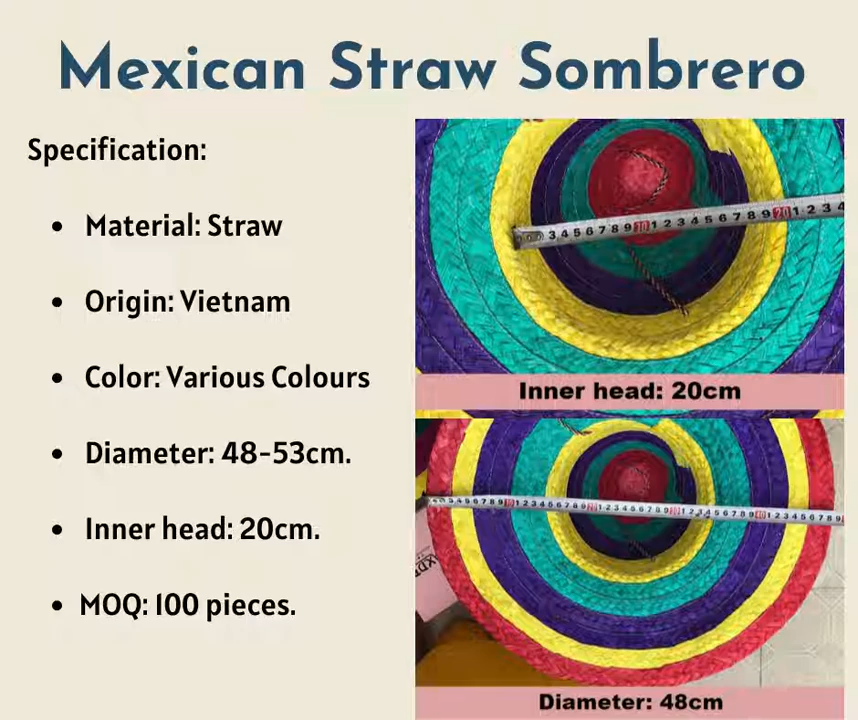 Mexican Straw Sombrero
Specification:
• Material: Straw
• Origin: Vietnam
• Color: Various Colours
• Diameter: 48-53cm.
• Inner head: 20cm.
• MOQ: 100 pieces.
Inner head: 20cm
Diameter: 48cm